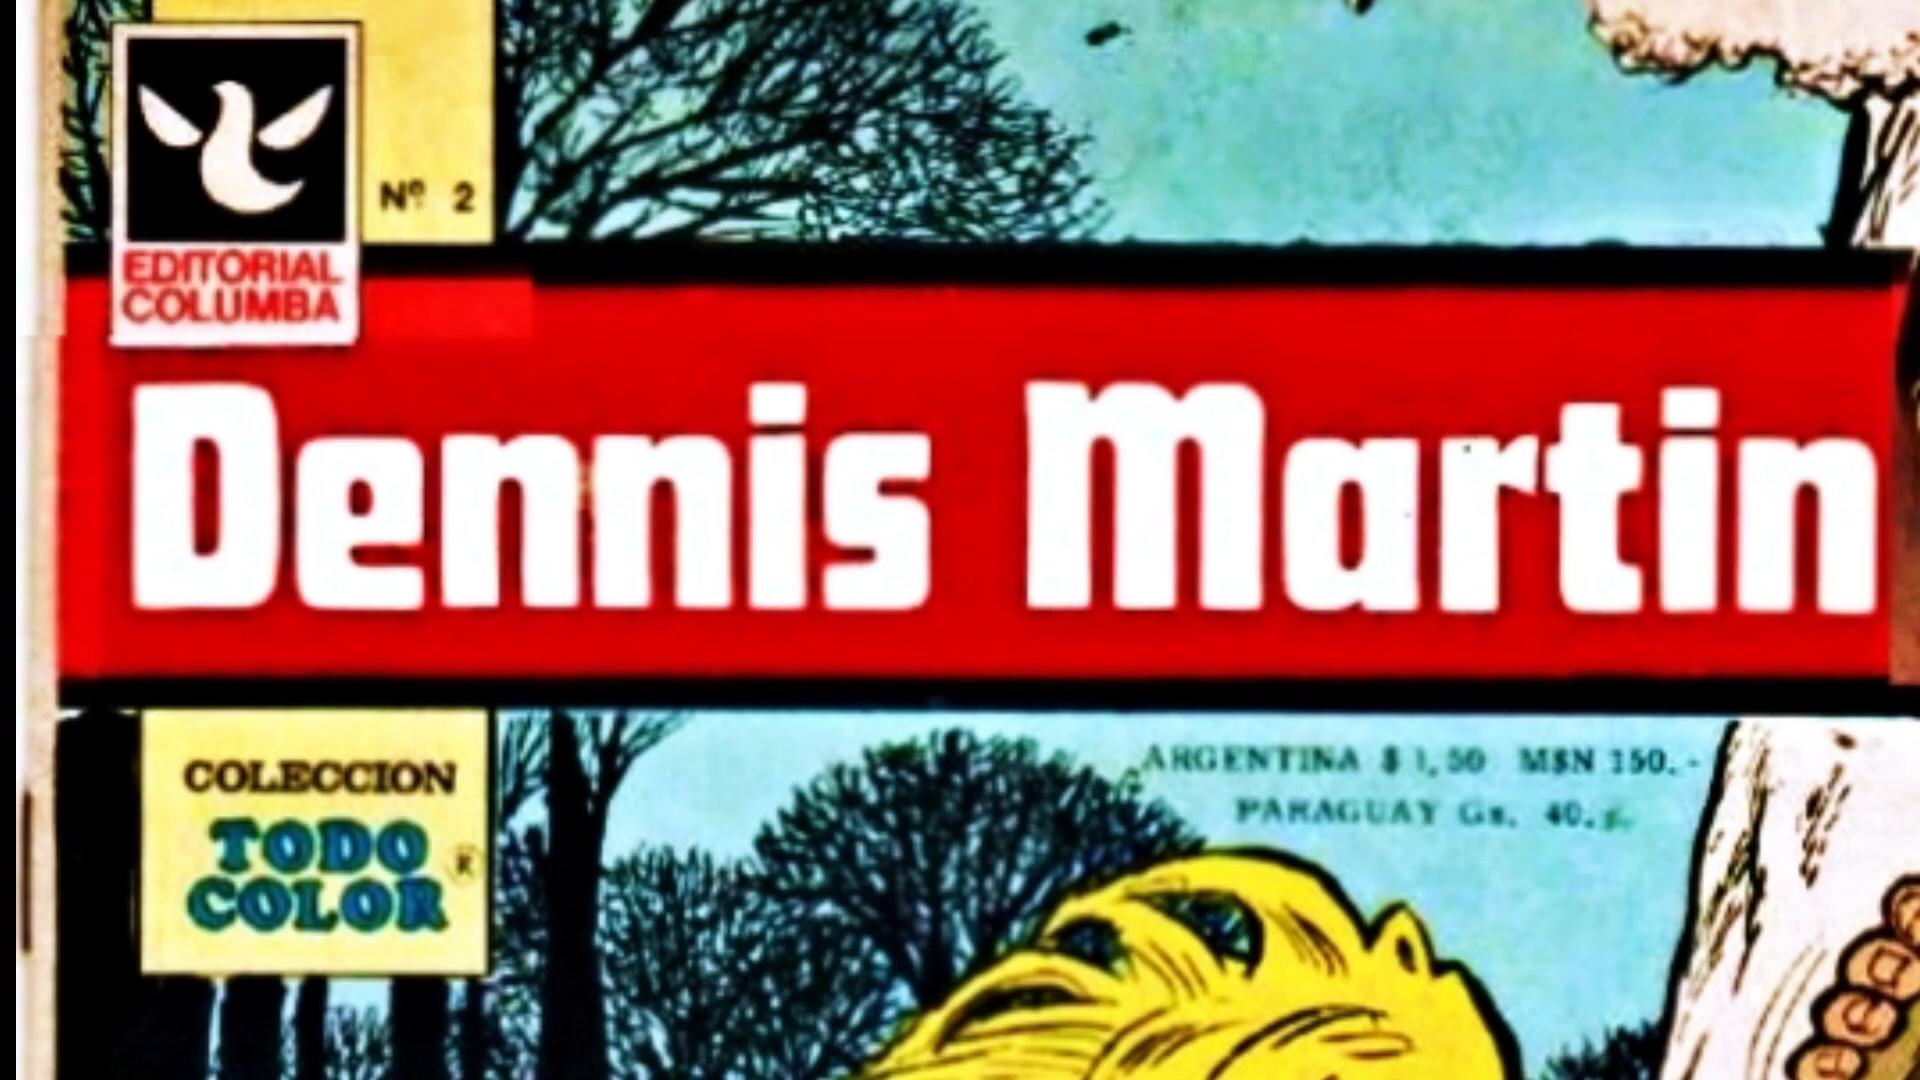 Nº 2
EDITORIAL
COLUMBA
Dennis Martin
COLECCION
TODO
COLOR
ARGENTINA $ 1,50 M$N 150.-
PARAGUAY Gs. 40.-